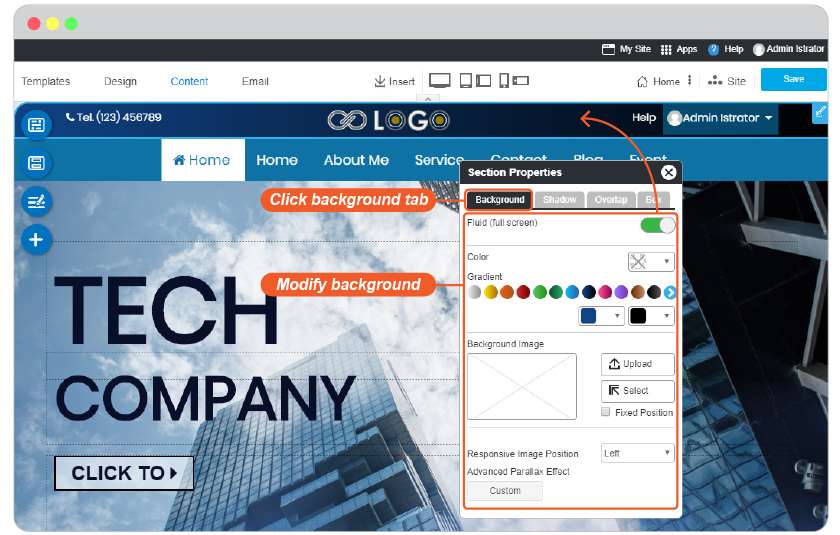 My Site Apps ? Help Admin Istrator
Templates Design Content Email Insert Home Site Save
Tel. (123) 456789 LOGO Help Admin Istrator
Home Home About Me Service Contact Blog Event
Section Properties
Click background tab
Background Shadow Overlap Box
Fluid (full screen)
Color
Modify background
Gradient
TECH
Background Image
Upload
COMPANY
Select
Fixed Position
Responsive Image Position Left
CLICK TO
Advanced Parallax Effect
Custom